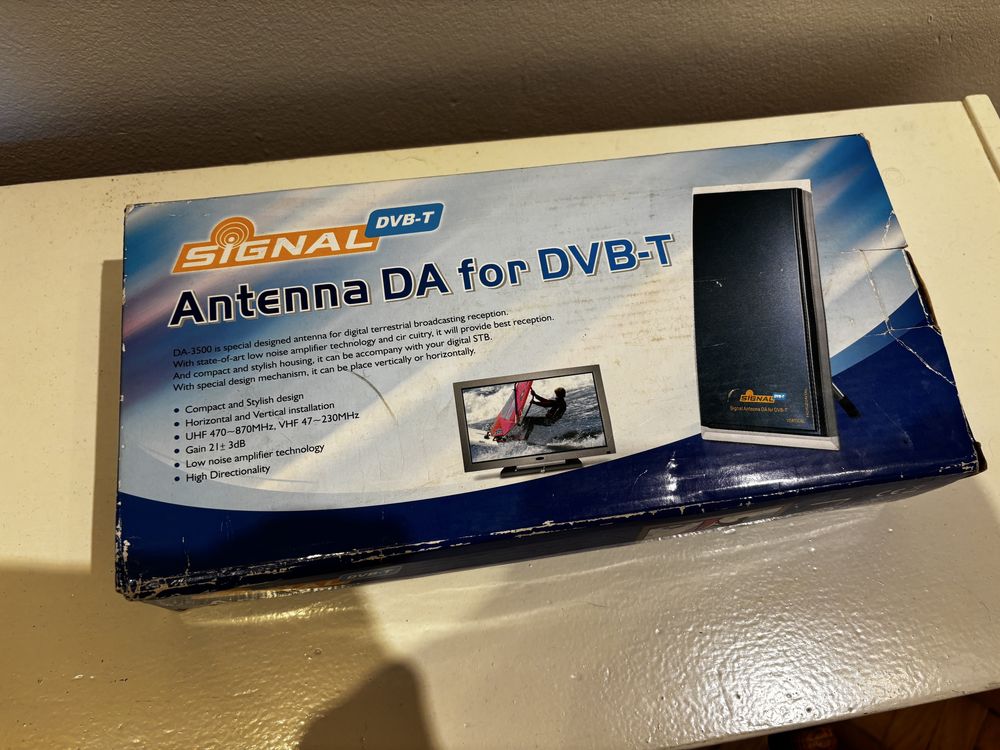 SIGNAL DVB-T
Antenna DA for DVB-T
DA-3500 is special designed antenna for digital terrestrial broadcasting reception.
With state-of-art low noise amplifier technology and cir cuitry, it will provide best reception.
And compact and stylish housing, it can be accompany with your digital STB.
With special design mechanism, it can be place vertically or horizontally.
• Compact and Stylish design
• Horizontal and Vertical installation
• UHF 470~870MHz, VHF 47~230MHz
• Gain 21± 3dB
• Low noise amplifier technology
• High Directionality
SIGNAL DVB-T
Signal Antenna DA for DVB-T
VERTICAL